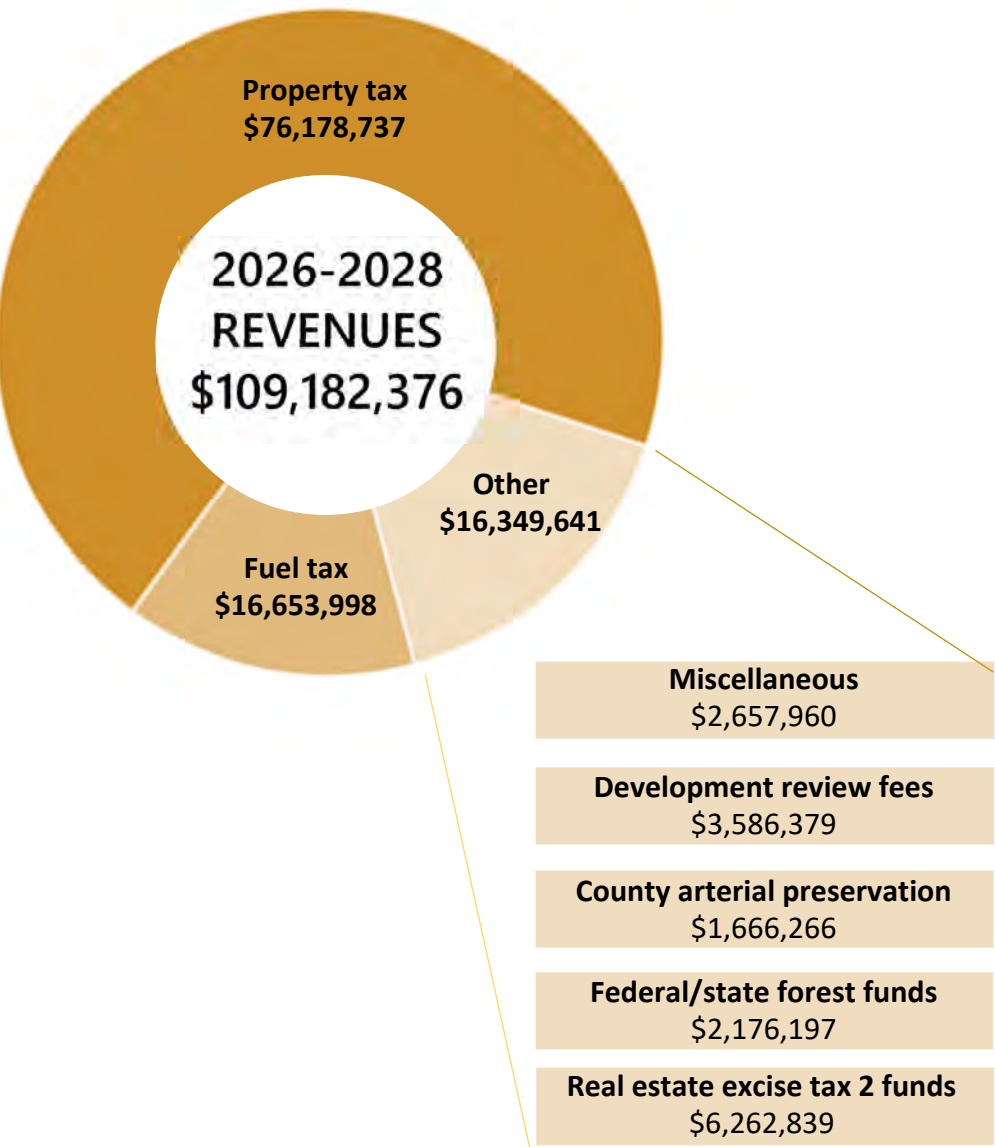 Property tax
$76,178,737
2026-2028
REVENUES
$109,182,376
Other
$16,349,641
Fuel tax
$16,653,998
Miscellaneous
$2,657,960
Development review fees
$3,586,379
County arterial preservation
$1,666,266
Federal/state forest funds
$2,176,197
Real estate excise tax 2 funds
$6,262,839